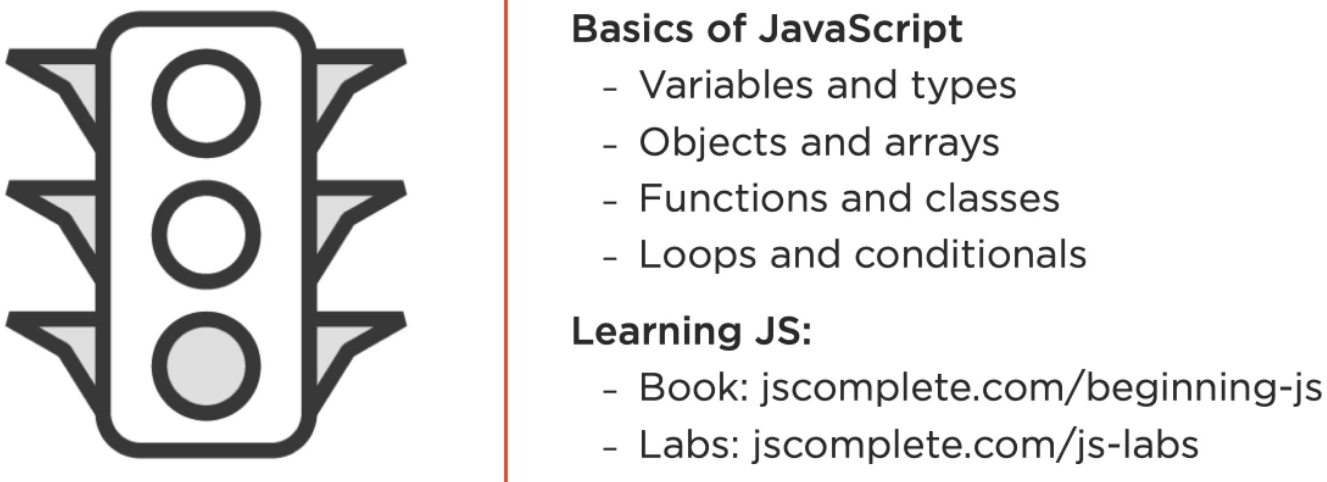 Basics of JavaScript
- Variables and types
- Objects and arrays
- Functions and classes
- Loops and conditionals
Learning JS:
- Book: jscomplete.com/beginning-js
- Labs: jscomplete.com/js-labs